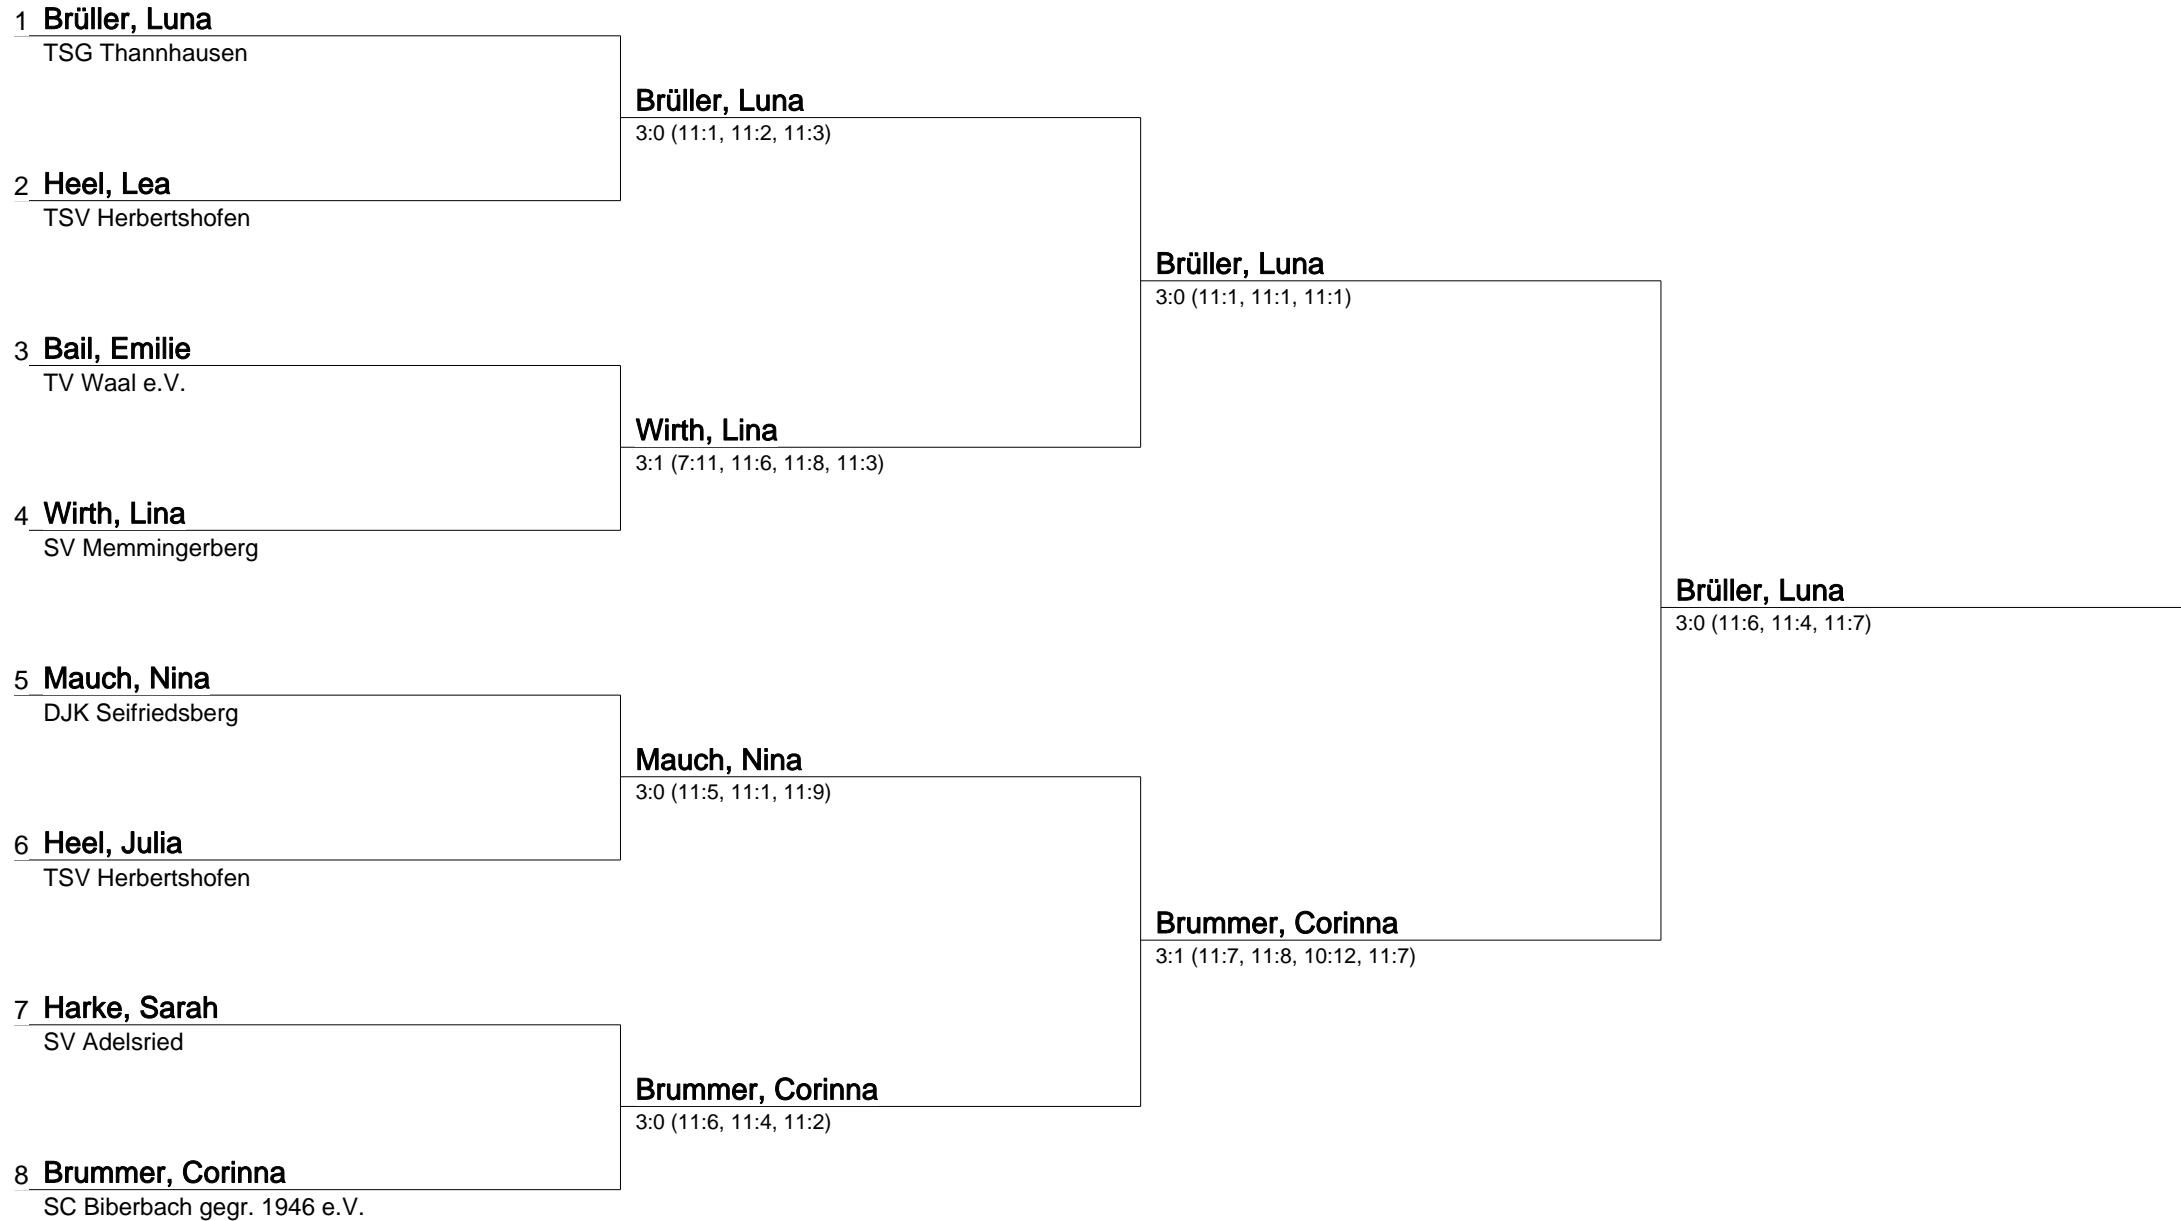 1 Brüller, Luna
TSG Thannhausen
Brüller, Luna
3:0 (11:1, 11:2, 11:3)
2 Heel, Lea
TSV Herbertshofen
Brüller, Luna
3:0 (11:1, 11:1, 11:1)
3 Bail, Emilie
TV Waal e.V.
Wirth, Lina
3:1 (7:11, 11:6, 11:8, 11:3)
4 Wirth, Lina
SV Memmingerberg
Brüller, Luna
3:0 (11:6, 11:4, 11:7)
5 Mauch, Nina
DJK Seifriedsberg
Mauch, Nina
3:0 (11:5, 11:1, 11:9)
6 Heel, Julia
TSV Herbertshofen
Brummer, Corinna
3:1 (11:7, 11:8, 10:12, 11:7)
7 Harke, Sarah
SV Adelsried
Brummer, Corinna
3:0 (11:6, 11:4, 11:2)
8 Brummer, Corinna
SC Biberbach gegr. 1946 e.V.